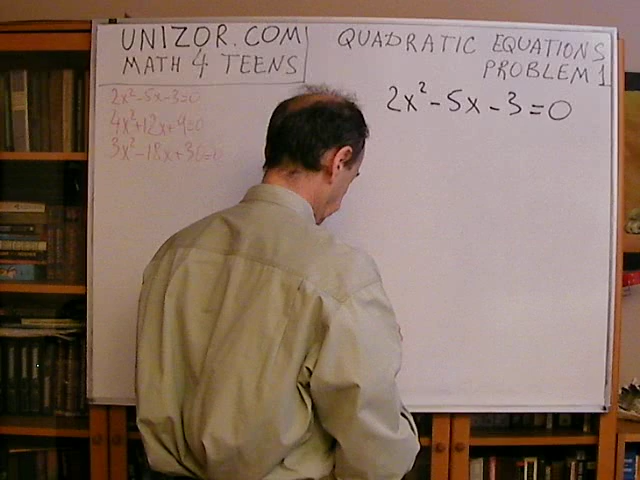 UNIZOR.COM
MATH 4 TEENS
QUADRATIC EQUATIONS
PROBLEM 1
2x²-5x-3=0
4x²+12x+9=0
3x²-18x+30=0
2x²-5x-3=0